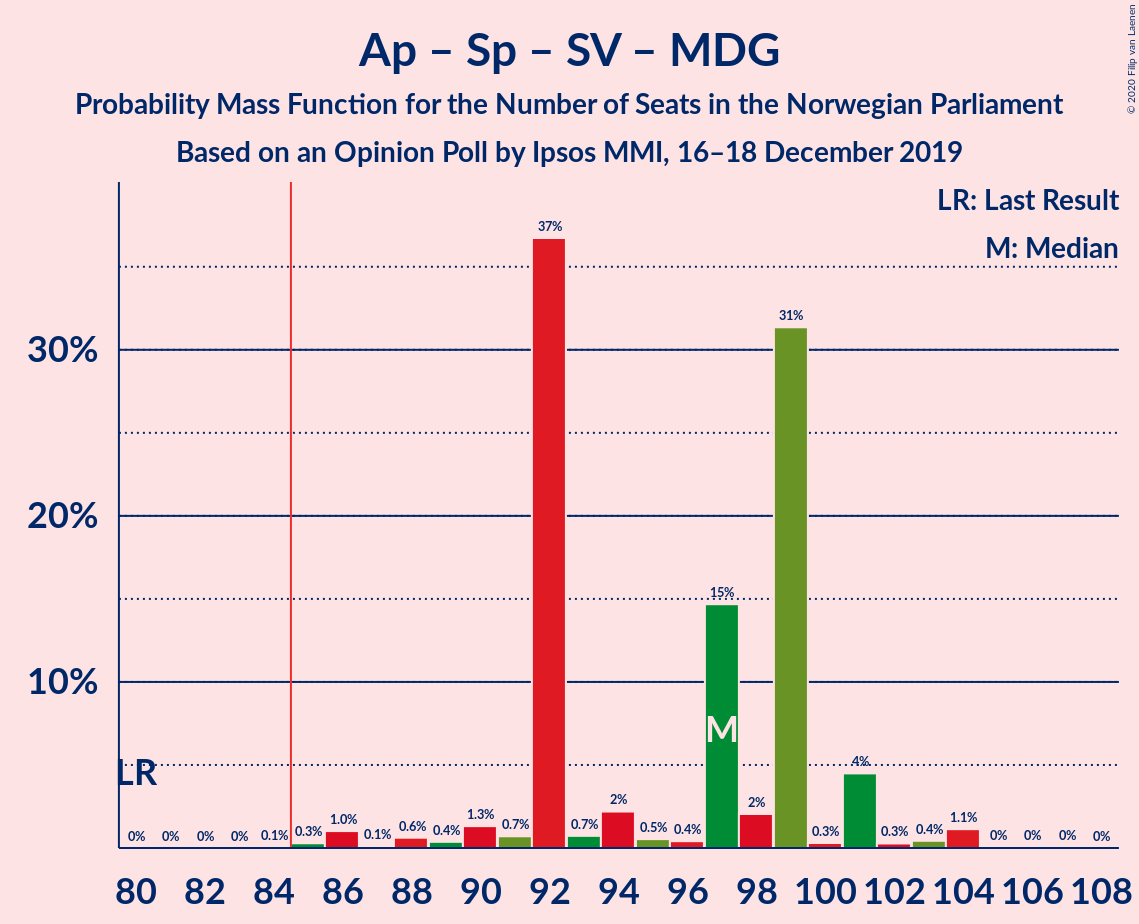 Ap – Sp – SV – MDG
Probability Mass Function for the Number of Seats in the Norwegian Parliament
Based on an Opinion Poll by Ipsos MMI, 16–18 December 2019
© 2020 Filip van Laenen
LR: Last Result
M: Median
30%
20%
10%
LR
M
0% 0% 0% 0% 0.1% 0.3% 1.0% 0.1% 0.6% 0.4% 1.3% 0.7% 37% 0.7% 2% 0.5% 0.4% 15% 2% 31% 0.3% 4% 0.3% 0.4% 1.1% 0% 0% 0% 0%
80 82 84 86 88 90 92 94 96 98 100 102 104 106 108